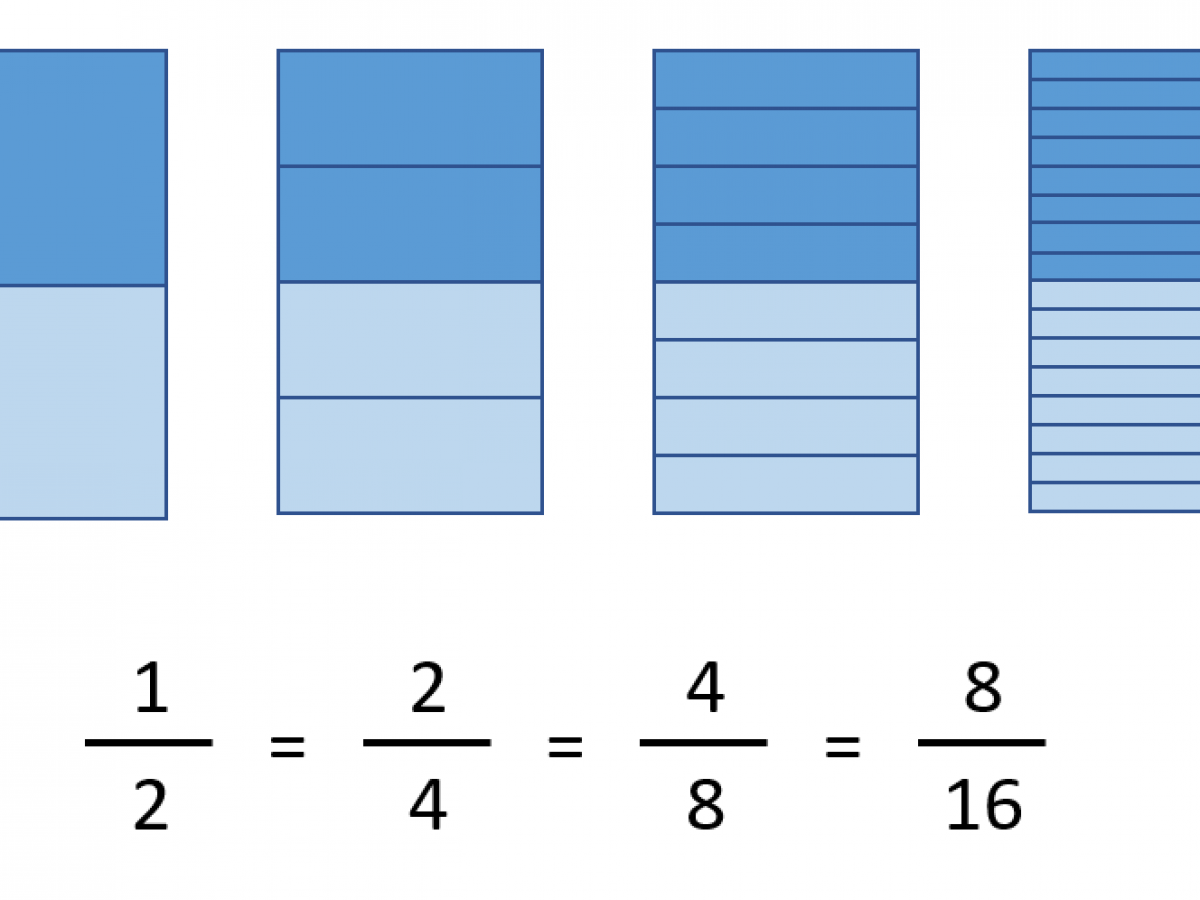 1/2 = 2/4 = 4/8 = 8/16